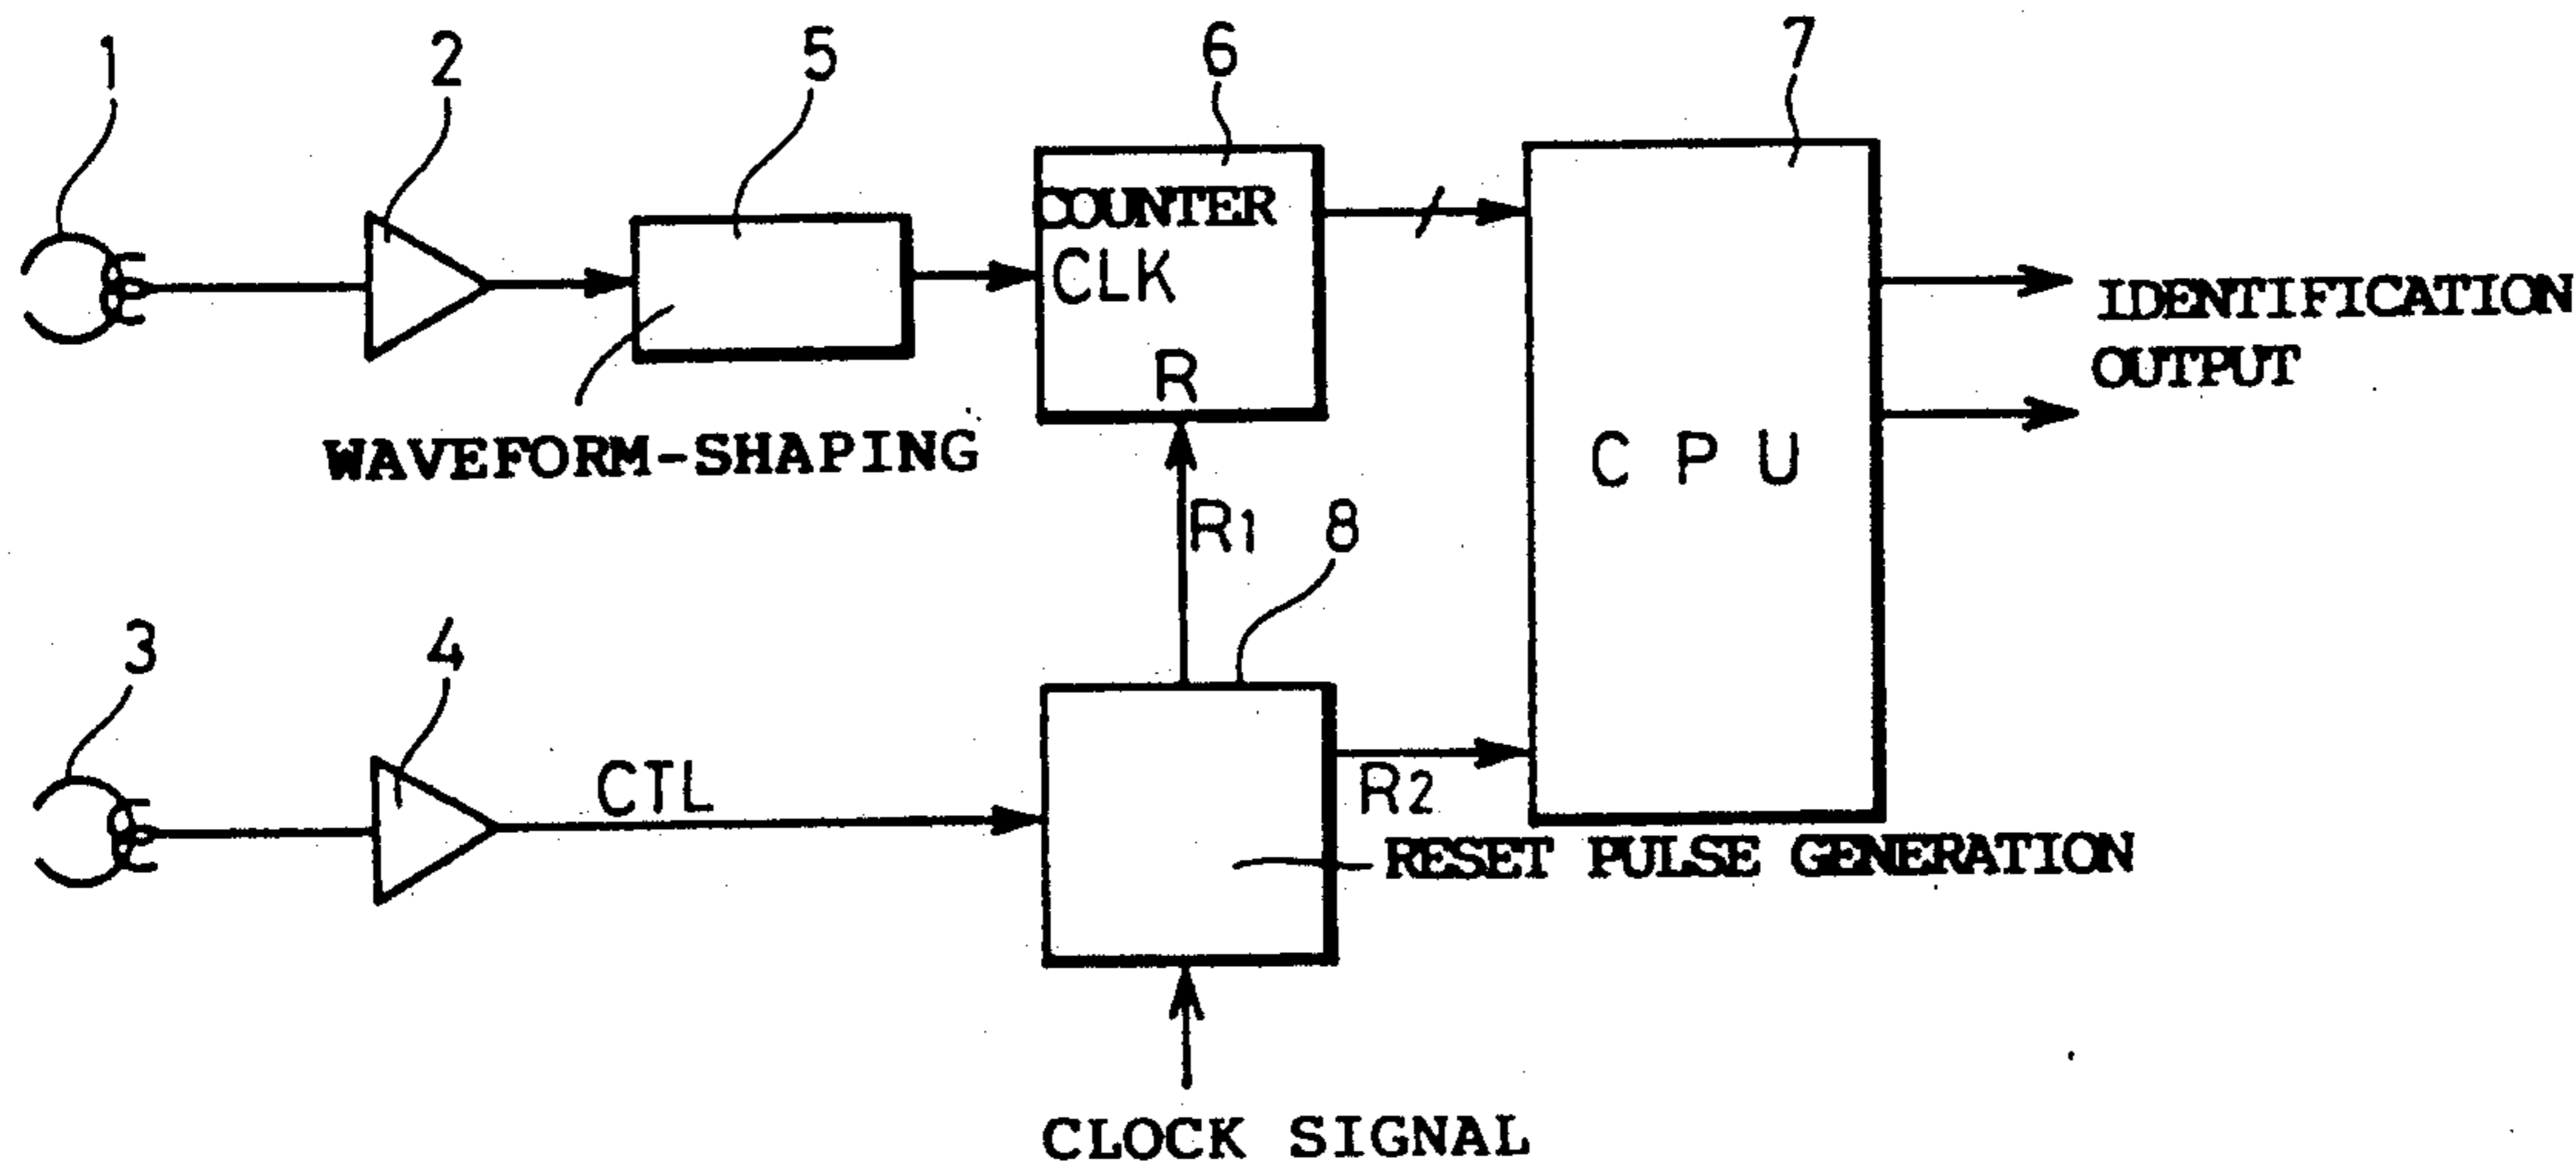 1
2
5
6
7
COUNTER
CLK
R
IDENTIFICATION
OUTPUT
WAVEFORM-SHAPING
CPU
R1
8
3
4
CTL
R2
RESET PULSE GENERATION
CLOCK SIGNAL